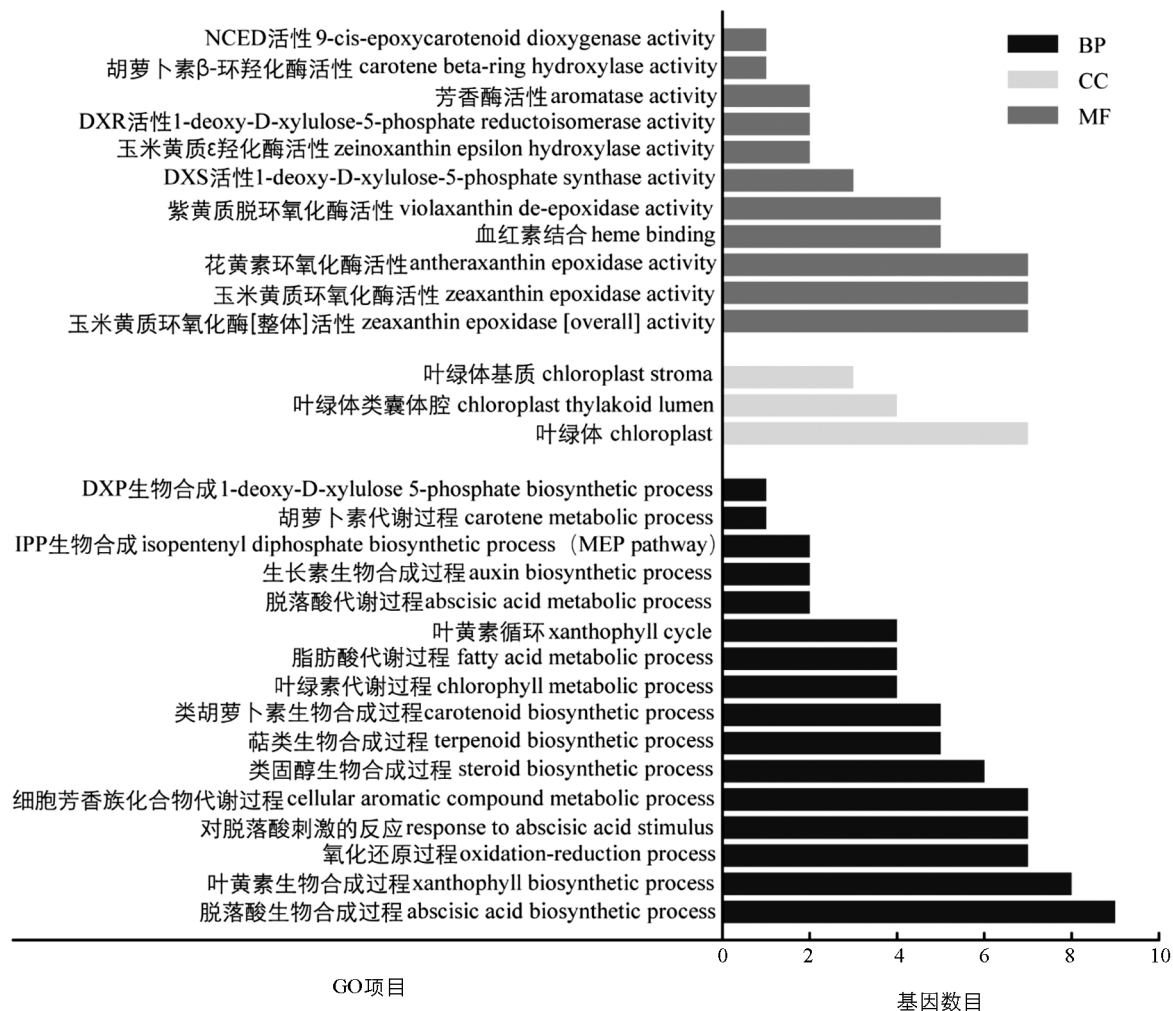 NCED活性9-cis-epoxycarotenoid dioxygenase activity
胡萝卜素β-环羟化酶活性 carotene beta-ring hydroxylase activity
芳香酶活性aromatase activity
DXR活性1-deoxy-D-xylulose-5-phosphate reductoisomerase activity
玉米黄质ε羟化酶活性 zeinoxanthin epsilon hydroxylase activity
DXS活性1-deoxy-D-xylulose-5-phosphate synthase activity
紫黄质脱环氧化酶活性 violaxanthin de-epoxidase activity
血红素结合 heme binding
花黄素环氧化酶活性antheraxanthin epoxidase activity
玉米黄质环氧化酶活性 zeaxanthin epoxidase activity
玉米黄质环氧化酶[整体]活性 zeaxanthin epoxidase [overall] activity
叶绿体基质 chloroplast stroma
叶绿体类囊体腔 chloroplast thylakoid lumen
叶绿体 chloroplast
DXP生物合成1-deoxy-D-xylulose 5-phosphate biosynthetic process
胡萝卜素代谢过程 carotene metabolic process
IPP生物合成 isopentenyl diphosphate biosynthetic process（MEP pathway）
生长素生物合成过程 auxin biosynthetic process
脱落酸代谢过程abscisic acid metabolic process
叶黄素循环 xanthophyll cycle
脂肪酸代谢过程 fatty acid metabolic process
叶绿素代谢过程 chlorophyll metabolic process
类胡萝卜素生物合成过程carotenoid biosynthetic process
萜类生物合成过程 terpenoid biosynthetic process
类固醇生物合成过程 steroid biosynthetic process
细胞芳香族化合物代谢过程 cellular aromatic compound metabolic process
对脱落酸刺激的反应response to abscisic acid stimulus
氧化还原过程oxidation-reduction process
叶黄素生物合成过程xanthophyll biosynthetic process
脱落酸生物合成过程 abscisic acid biosynthetic process
BP
CC
MF
0 2 4 6 8 10
GO项目
基因数目